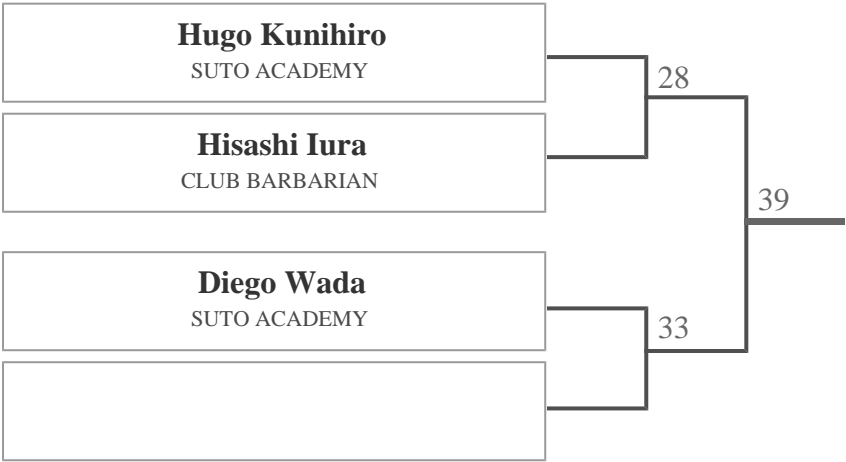 Hugo Kunihiro
SUTO ACADEMY
28
Hisashi Iura
CLUB BARBARIAN
39
Diego Wada
SUTO ACADEMY
33